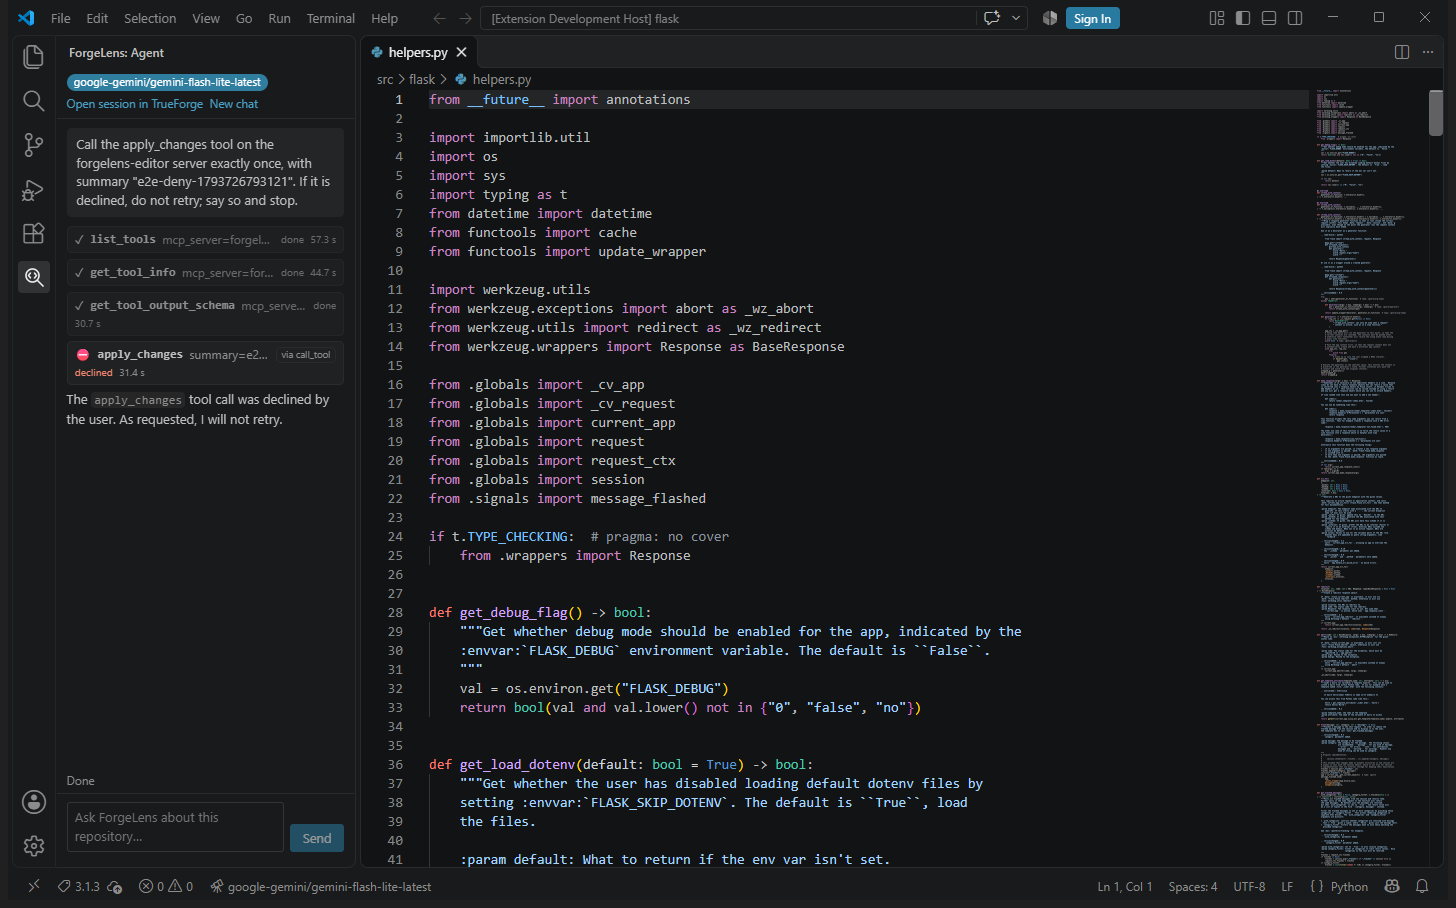 File Edit Selection View Go Run Terminal Help
[Extension Development Host] flask
Sign In
ForgeLens: Agent
google-gemini/gemini-flash-lite-latest
Open session in TrueForge New chat
Call the apply_changes tool on the
forgelens-editor server exactly once, with
summary "e2e-deny-1793726793121". If it is
declined, do not retry; say so and stop.
✓ list_tools mcp_server=forgel... done 57.3 s
✓ get_tool_info mcp_server=for... done 44.7 s
✓ get_tool_output_schema mcp_serve... done
30.7 s
apply_changes summary=e2... via call_tool
declined 31.4 s
The apply_changes tool call was declined by
the user. As requested, I will not retry.
Done
Ask ForgeLens about this
repository...
Send
helpers.py
src > flask > helpers.py
1 from __future__ import annotations
2
3 import importlib.util
4 import os
5 import sys
6 import typing as t
7 from datetime import datetime
8 from functools import cache
9 from functools import update_wrapper
10
11 import werkzeug.utils
12 from werkzeug.exceptions import abort as _wz_abort
13 from werkzeug.utils import redirect as _wz_redirect
14 from werkzeug.wrappers import Response as BaseResponse
15
16 from .globals import _cv_app
17 from .globals import _cv_request
18 from .globals import current_app
19 from .globals import request
20 from .globals import request_ctx
21 from .globals import session
22 from .signals import message_flashed
23
24 if t.TYPE_CHECKING:  # pragma: no cover
25     from .wrappers import Response
26
27
28 def get_debug_flag() -> bool:
29     """Get whether debug mode should be enabled for the app, indicated by the
30     :envvar:`FLASK_DEBUG` environment variable. The default is ``False``.
31     """
32     val = os.environ.get("FLASK_DEBUG")
33     return bool(val and val.lower() not in {"0", "false", "no"})
34
35
36 def get_load_dotenv(default: bool = True) -> bool:
37     """Get whether the user has disabled loading default dotenv files by
38     setting :envvar:`FLASK_SKIP_DOTENV`. The default is ``True``, load
39     the files.
40
41     :param default: What to return if the env var isn't set.
3.1.3 0 0 google-gemini/gemini-flash-lite-latest
Ln 1, Col 1 Spaces: 4 UTF-8 LF { } Python